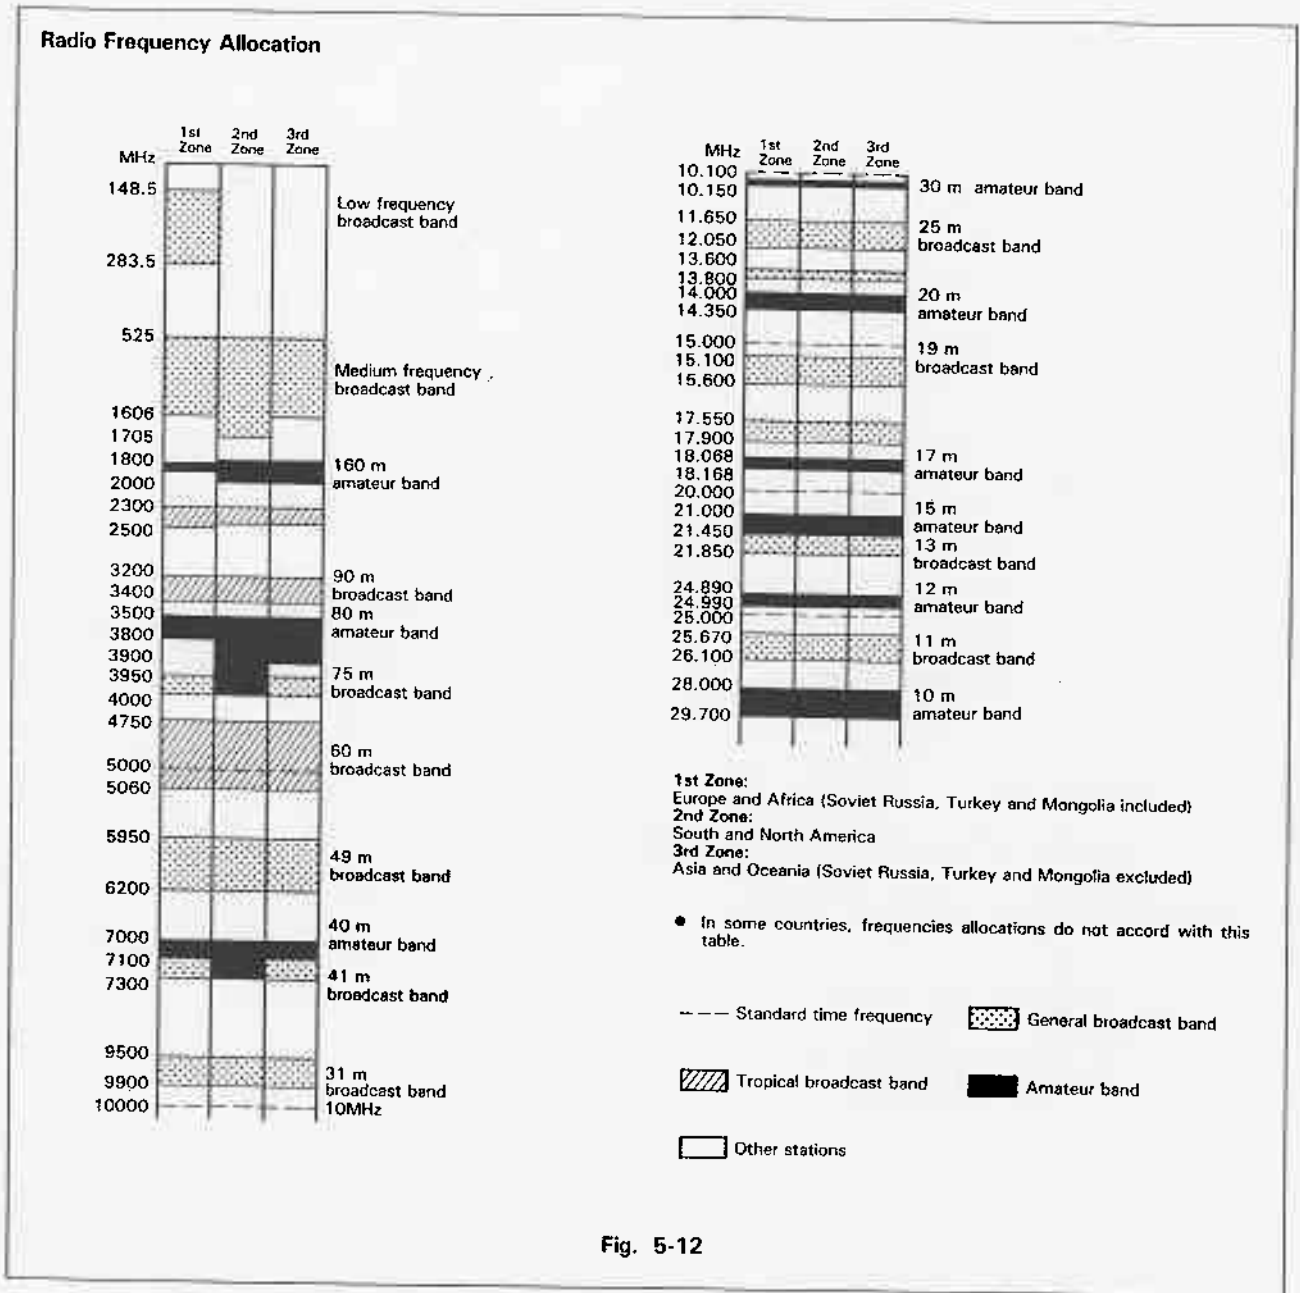 Radio Frequency Allocation
MHz
1st Zone
2nd Zone
3rd Zone
148.5
Low frequency
broadcast band
283.5
525
Medium frequency
broadcast band
1606
1705
1800
160 m
amateur band
2000
2300
2500
3200
90 m
broadcast band
3400
3500
80 m
amateur band
3800
3900
3950
75 m
broadcast band
4000
4750
60 m
broadcast band
5000
5060
5950
49 m
broadcast band
6200
40 m
amateur band
7000
7100
41 m
broadcast band
7300
9500
31 m
broadcast band
9900
10000
10MHz
MHz
1st Zone
2nd Zone
3rd Zone
10.100
10.150
30 m amateur band
11.650
25 m
broadcast band
12.050
13.600
13.800
14.000
20 m
amateur band
14.350
15.000
19 m
broadcast band
15.100
15.600
17.550
17.900
18.068
17 m
amateur band
18.168
20.000
21.000
15 m
amateur band
21.450
13 m
broadcast band
21.850
24.890
12 m
amateur band
24.990
25.000
25.670
11 m
broadcast band
26.100
28.000
10 m
amateur band
29.700
1st Zone:
Europe and Africa (Soviet Russia, Turkey and Mongolia included)
2nd Zone:
South and North America
3rd Zone:
Asia and Oceania (Soviet Russia, Turkey and Mongolia excluded)
● In some countries, frequencies allocations do not accord with this
table.
Standard time frequency
General broadcast band
Tropical broadcast band
Amateur band
Other stations
Fig. 5-12